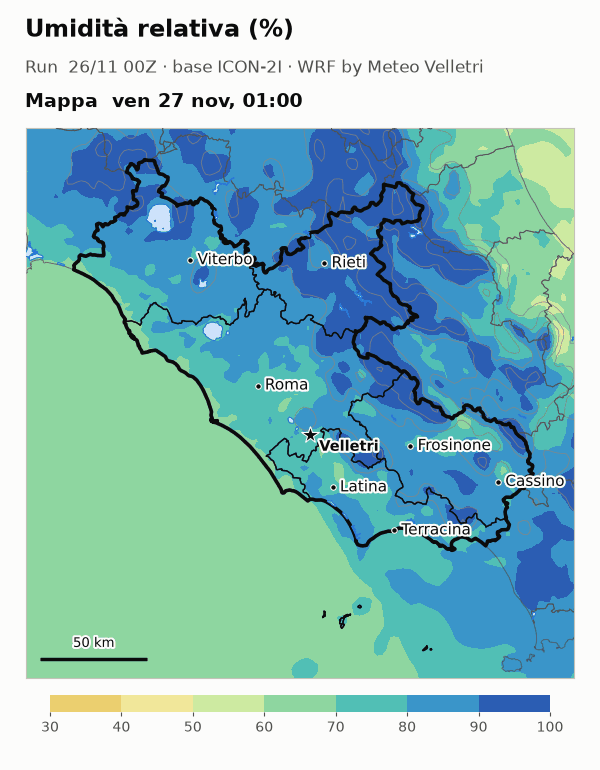 Umidità relativa (%)
Run  26/11 00Z · base ICON-2I · WRF by Meteo Velletri
Mappa  ven 27 nov, 01:00
Viterbo
Rieti
Roma
Velletri
Frosinone
Cassino
Latina
Terracina
50 km
30 40 50 60 70 80 90 100